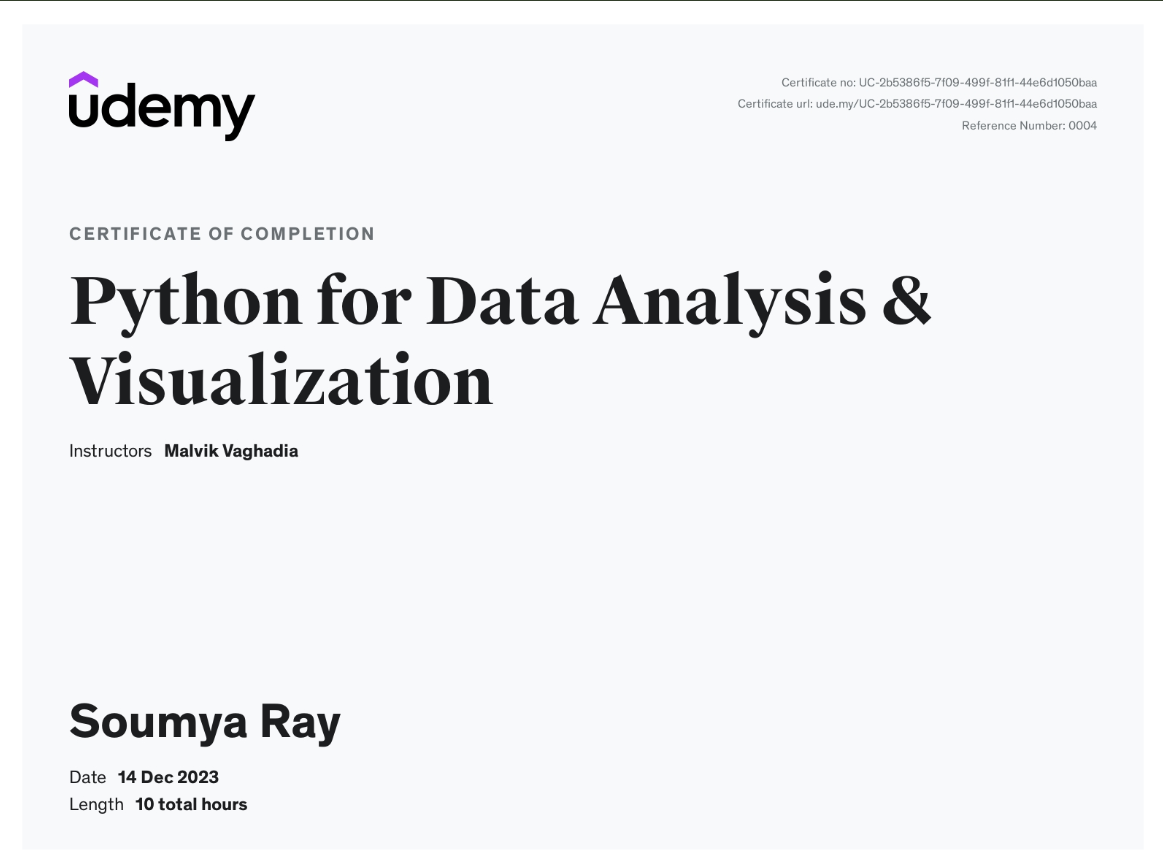 udemy
Certificate no: UC-2b5386f5-7f09-499f-81f1-44e6d1050baa
Certificate url: ude.my/UC-2b5386f5-7f09-499f-81f1-44e6d1050baa
Reference Number: 0004
CERTIFICATE OF COMPLETION
Python for Data Analysis &
Visualization
Instructors Malvik Vaghadia
Soumya Ray
Date 14 Dec 2023
Length 10 total hours